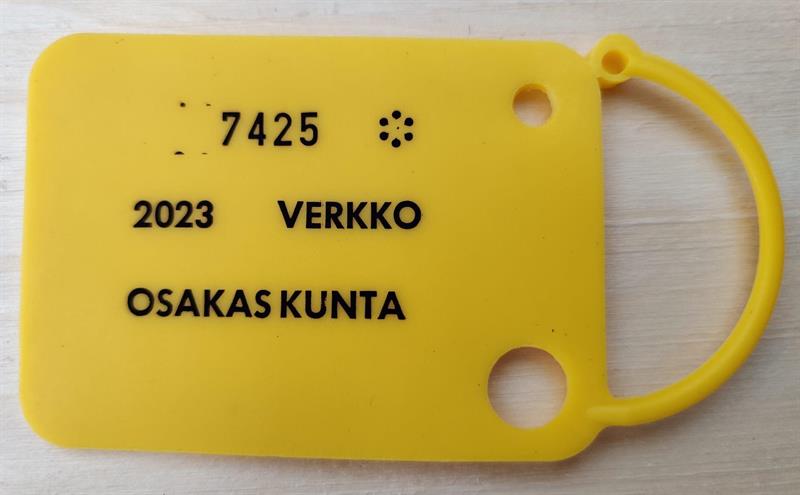 7425
2023 VERKKO
OSAKAS KUNTA